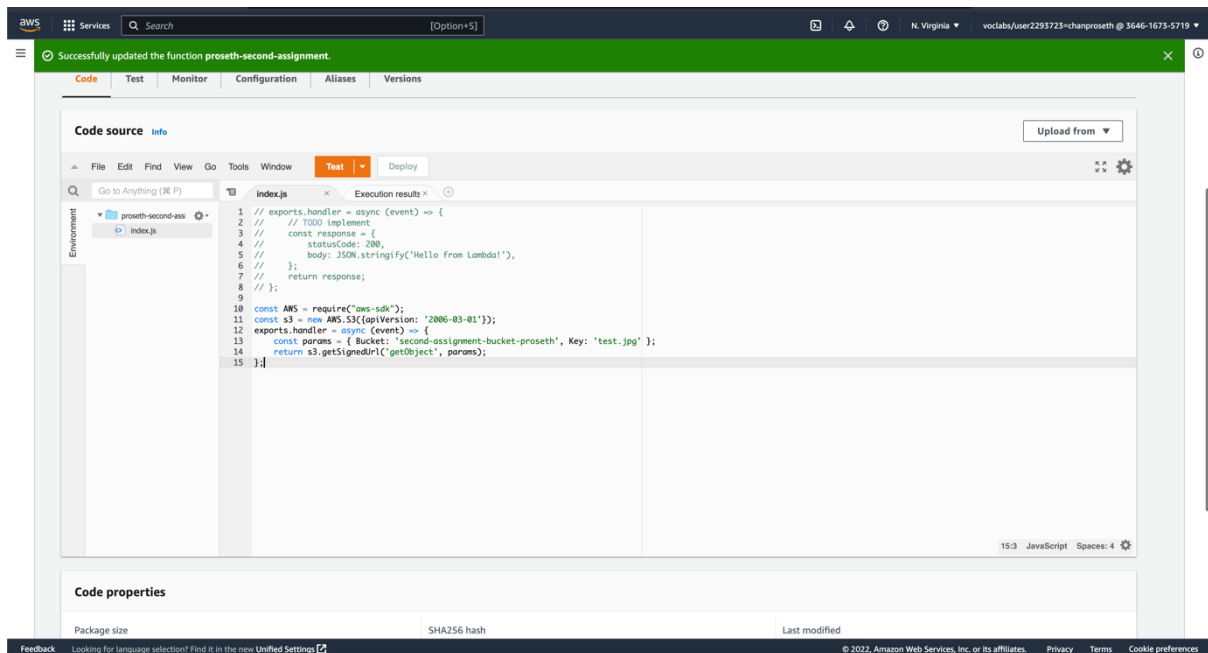 aws Services Search [Option+S] N. Virginia ▼ voclabs/user2293723=chanproseth @ 3646-1673-5719 ▼
Successfully updated the function proseth-second-assignment.
Code Test Monitor Configuration Aliases Versions
Code source Info Upload from ▼
File Edit Find View Go Tools Window Test Deploy
Go to Anything (⌘ P) index.js × Execution results ×
Environment
proseth-second-assi
index.js
1 // exports.handler = async (event) => {
2 //     // TODO implement
3 //     const response = {
4 //         statusCode: 200,
5 //         body: JSON.stringify('Hello from Lambda!'),
6 //     };
7 //     return response;
8 // };
9
10 const AWS = require("aws-sdk");
11 const s3 = new AWS.S3({apiVersion: '2006-03-01'});
12 exports.handler = async (event) => {
13     const params = { Bucket: 'second-assignment-bucket-proseth', Key: 'test.jpg' };
14     return s3.getSignedUrl('getObject', params);
15 };
15:3 JavaScript Spaces: 4
Code properties
Package size SHA256 hash Last modified
Feedback Looking for language selection? Find it in the new Unified Settings © 2022, Amazon Web Services, Inc. or its affiliates. Privacy Terms Cookie preferences